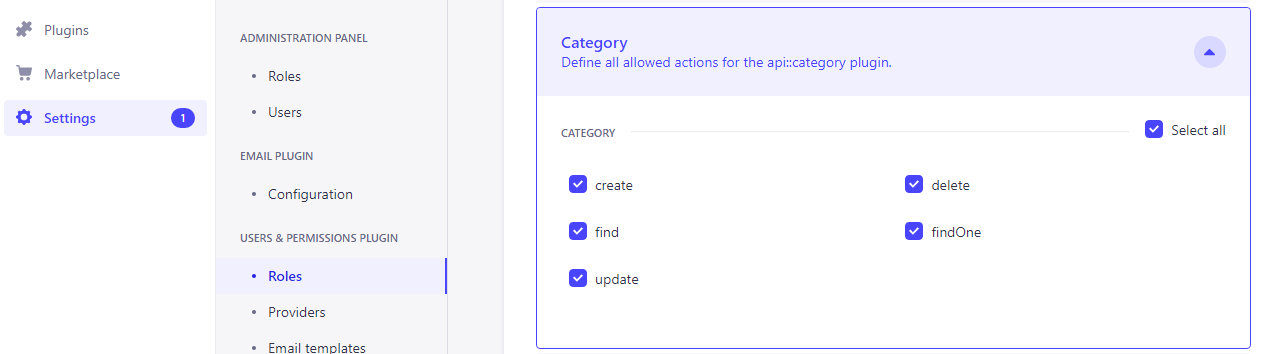 Plugins
Marketplace
Settings
1
ADMINISTRATION PANEL
Roles
Users
EMAIL PLUGIN
Configuration
USERS & PERMISSIONS PLUGIN
Roles
Providers
Email templates
Category
Define all allowed actions for the api::category plugin.
CATEGORY
Select all
create
delete
find
findOne
update